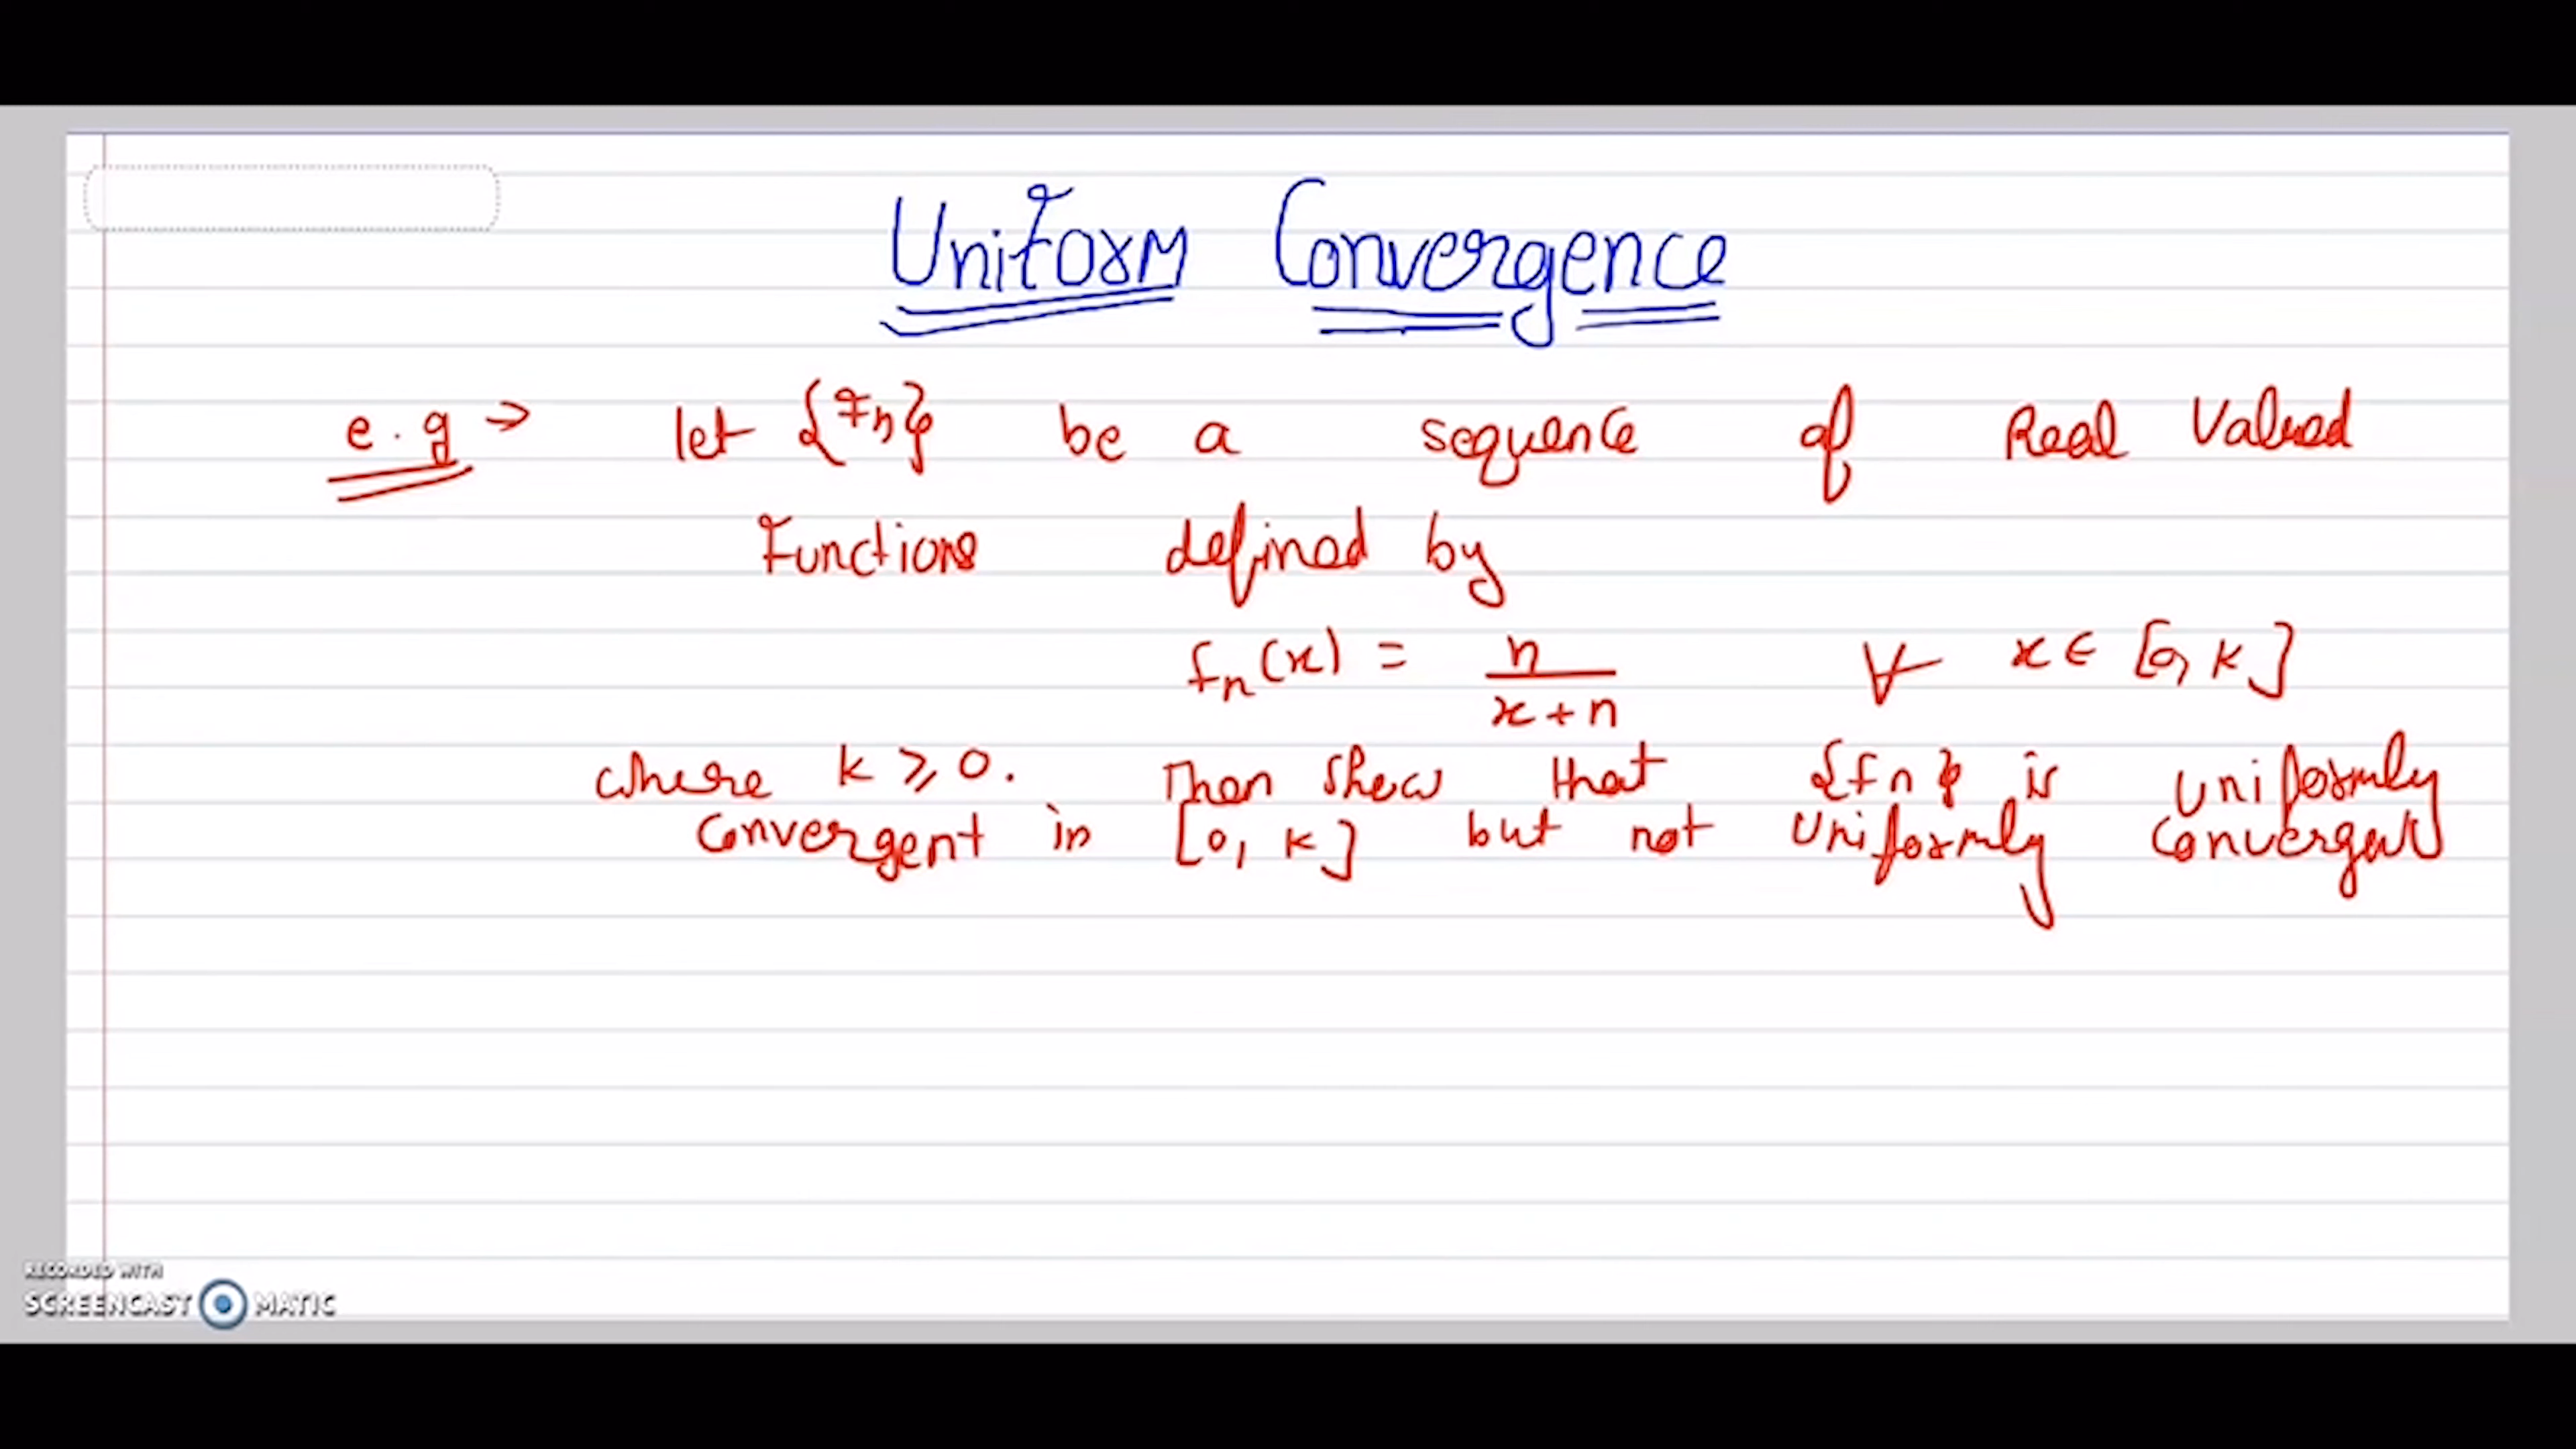 Uniform Convergence
e.g → let {fn} be a sequence of Real Valued
Functions defined by
fn(x) = n/(x+n) ∀ x ∈ [0, k]
where k ⩾ 0. Then show that {fn} is uniformly
Convergent in [0, k] but not uniformly Convergent
RECORDED WITH
SCREENCAST MATIC